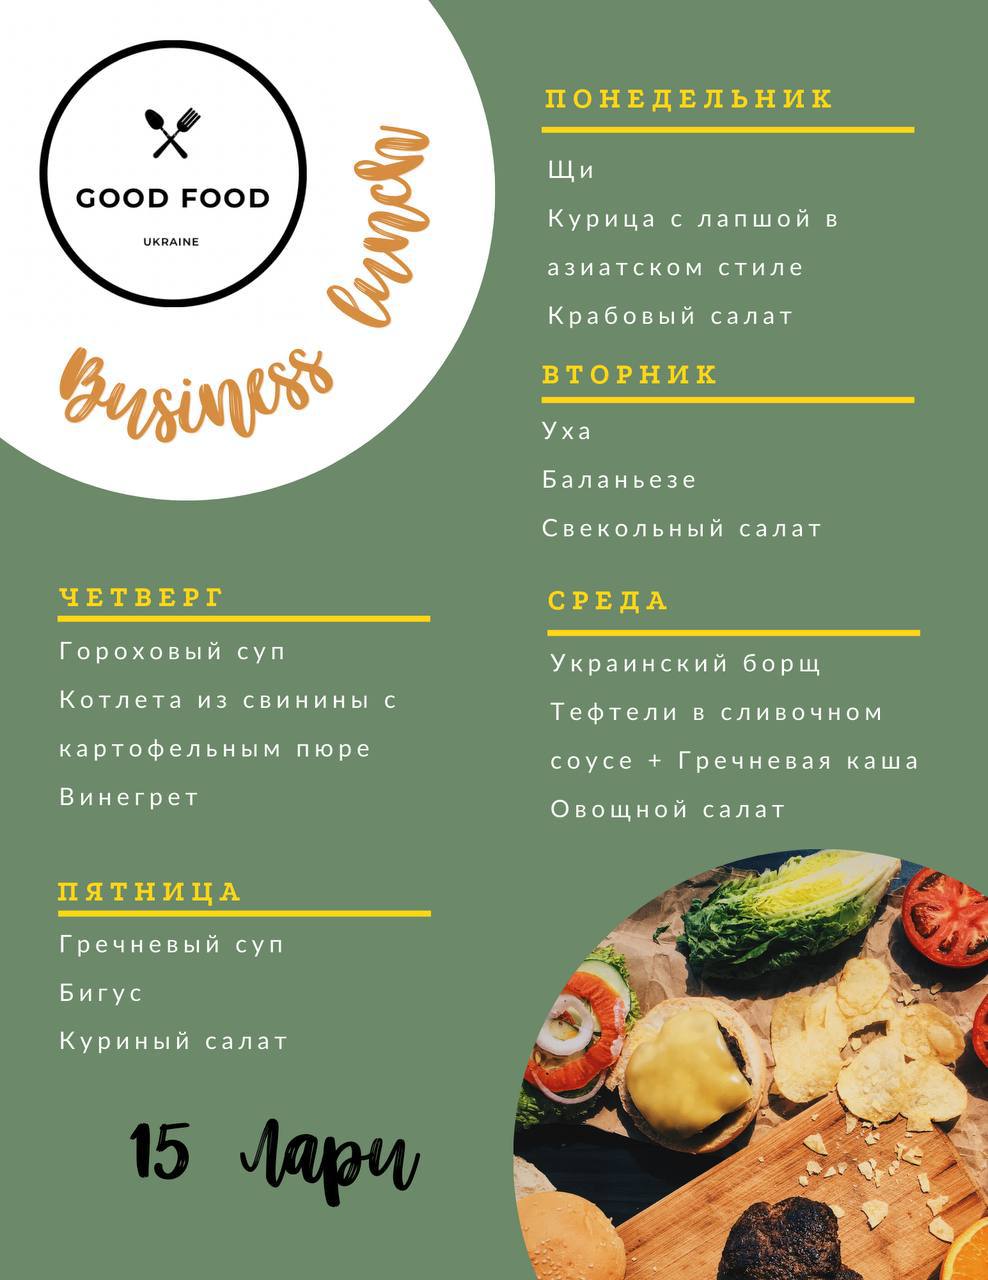 GOOD FOOD
UKRAINE
Business lunch
ПОНЕДЕЛЬНИК
Щи
Курица с лапшой в
азиатском стиле
Крабовый салат
ВТОРНИК
Уха
Баланьезе
Свекольный салат
СРЕДА
Украинский борщ
Тефтели в сливочном
соусе + Гречневая каша
Овощной салат
ЧЕТВЕРГ
Гороховый суп
Котлета из свинины с
картофельным пюре
Винегрет
ПЯТНИЦА
Гречневый суп
Бигус
Куриный салат
15 Лари